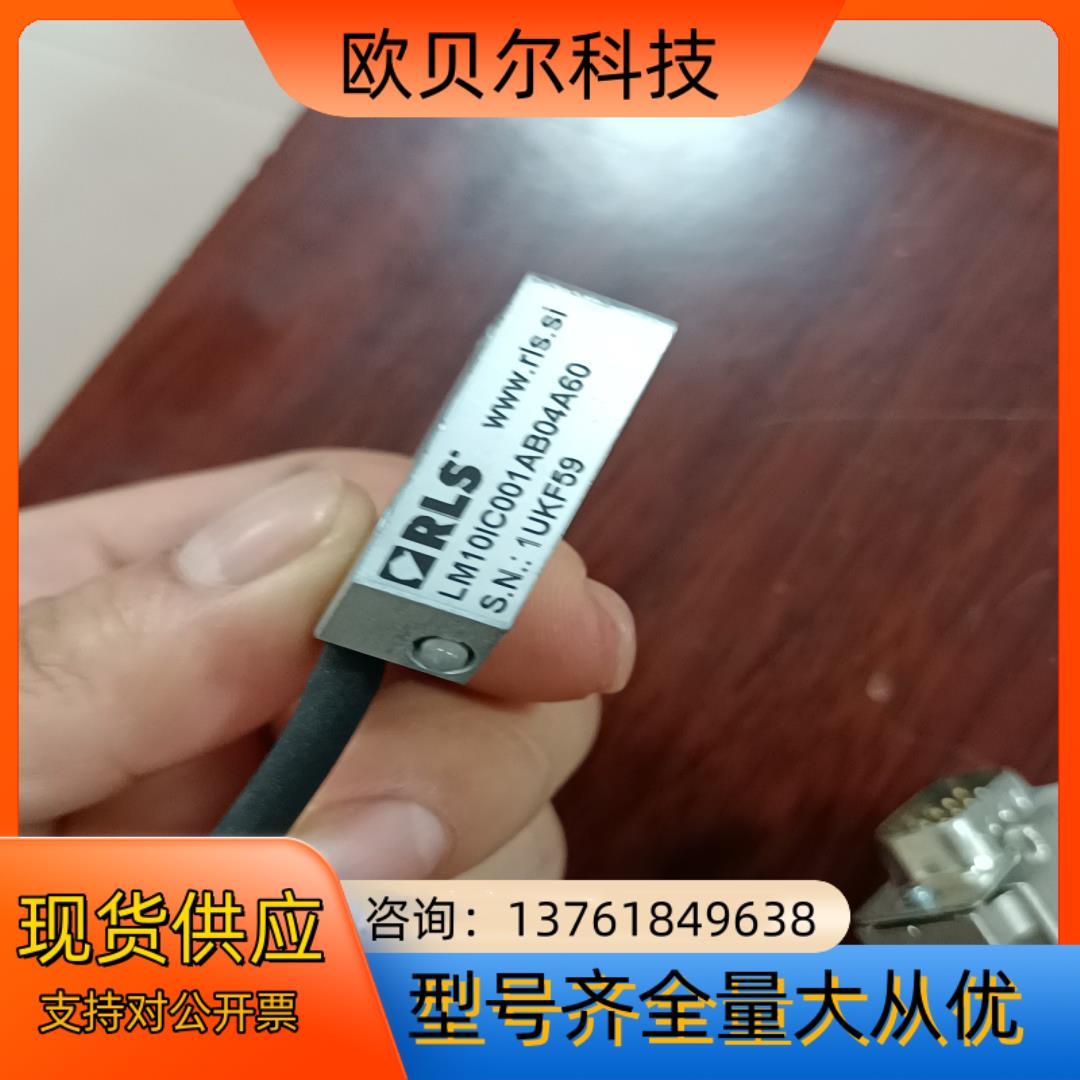 欧贝尔科技
RLS www.rls.si
LM10IC001AB04A60
S.N.: 1UKF59
现货供应
支持对公开票
咨询：13761849638
型号齐全量大从优